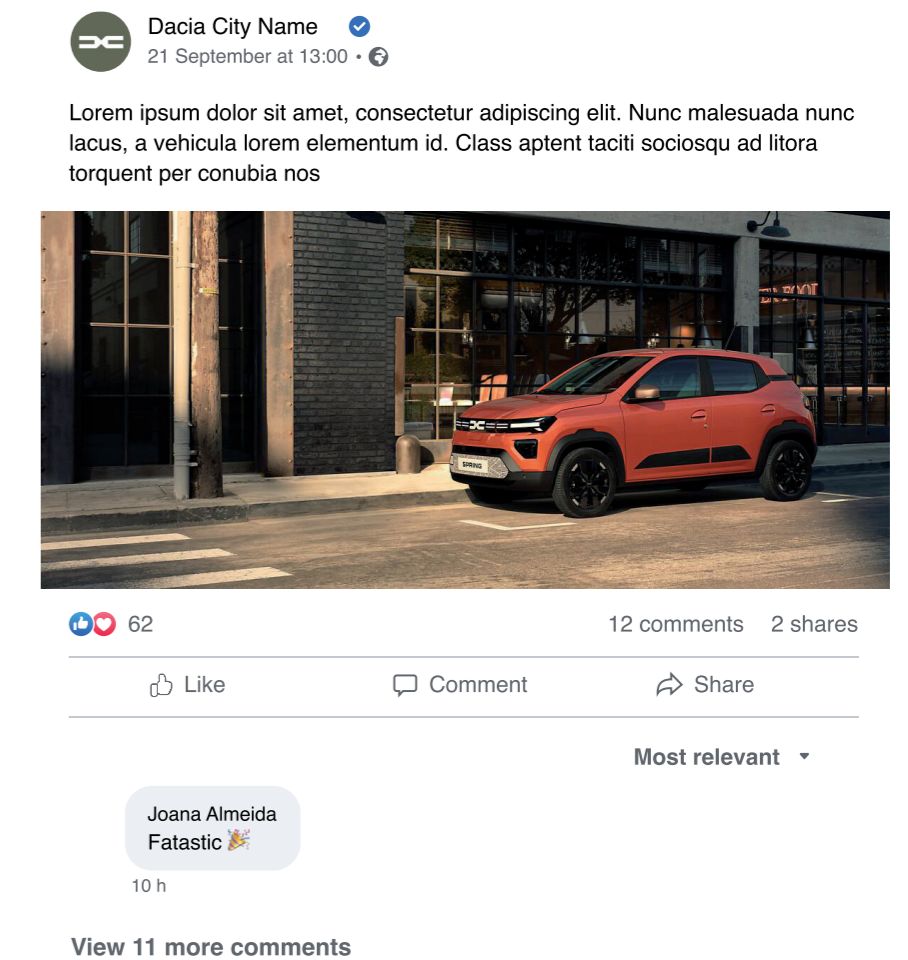 Dacia City Name
21 September at 13:00 •
Lorem ipsum dolor sit amet, consectetur adipiscing elit. Nunc malesuada nunc
lacus, a vehicula lorem elementum id. Class aptent taciti sociosqu ad litora
torquent per conubia nos
SPRING
62
12 comments 2 shares
Like Comment Share
Most relevant
Joana Almeida
Fatastic 🎉
10 h
View 11 more comments